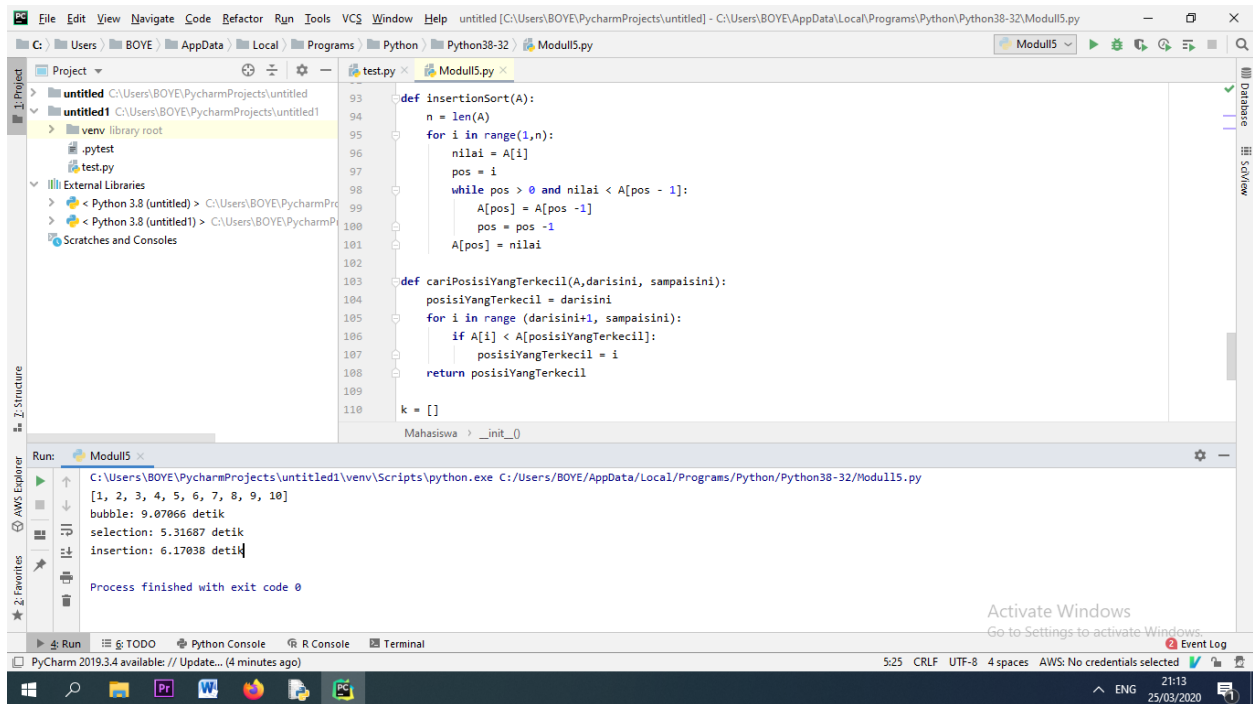 File Edit View Navigate Code Refactor Run Tools VCS Window Help untitled [C:\Users\BOYE\PycharmProjects\untitled] - C:\Users\BOYE\AppData\Local\Programs\Python\Python38-32\Modull5.py
C: Users BOYE AppData Local Programs Python Python38-32 Modull5.py Modull5
1: Project
Project
untitled C:\Users\BOYE\PycharmProjects\untitled
untitled1 C:\Users\BOYE\PycharmProjects\untitled1
venv library root
.pytest
test.py
External Libraries
< Python 3.8 (untitled) > C:\Users\BOYE\PycharmPro
< Python 3.8 (untitled1) > C:\Users\BOYE\PycharmP
Scratches and Consoles
test.py Modull5.py
93 def insertionSort(A):
94 n = len(A)
95 for i in range(1,n):
96 nilai = A[i]
97 pos = i
98 while pos > 0 and nilai < A[pos - 1]:
99 A[pos] = A[pos -1]
100 pos = pos -1
101 A[pos] = nilai
102
103 def cariPosisiYangTerkecil(A,darisini, sampaisini):
104 posisiYangTerkecil = darisini
105 for i in range (darisini+1, sampaisini):
106 if A[i] < A[posisiYangTerkecil]:
107 posisiYangTerkecil = i
108 return posisiYangTerkecil
109
110 k = []
Mahasiswa > __init__()
Database
SciView
7: Structure
AWS Explorer
2: Favorites
Run: Modull5
C:\Users\BOYE\PycharmProjects\untitled1\venv\Scripts\python.exe C:/Users/BOYE/AppData/Local/Programs/Python/Python38-32/Modull5.py
[1, 2, 3, 4, 5, 6, 7, 8, 9, 10]
bubble: 9.07066 detik
selection: 5.31687 detik
insertion: 6.17038 detik
Process finished with exit code 0
Activate Windows
Go to Settings to activate Windows.
4: Run 6: TODO Python Console R Console Terminal 2 Event Log
PyCharm 2019.3.4 available: // Update... (4 minutes ago) 5:25 CRLF UTF-8 4 spaces AWS: No credentials selected
ENG 21:13
25/03/2020